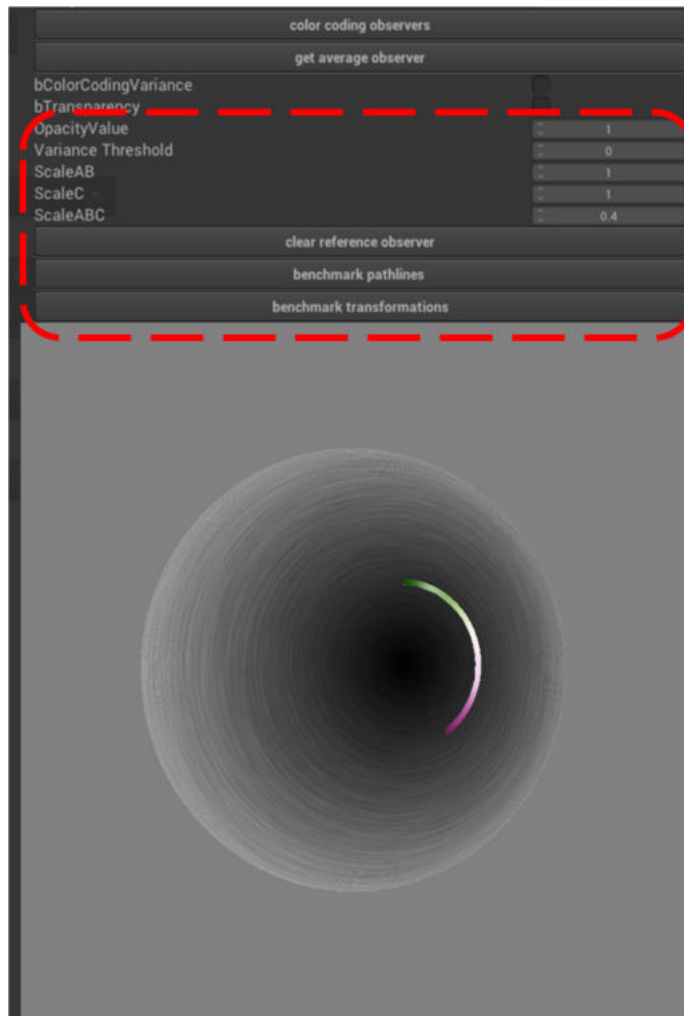 color coding observers
get average observer
bColorCodingVariance
bTransparency
OpacityValue 1
Variance Threshold 0
ScaleAB 1
ScaleC 1
ScaleABC 0.4
clear reference observer
benchmark pathlines
benchmark transformations